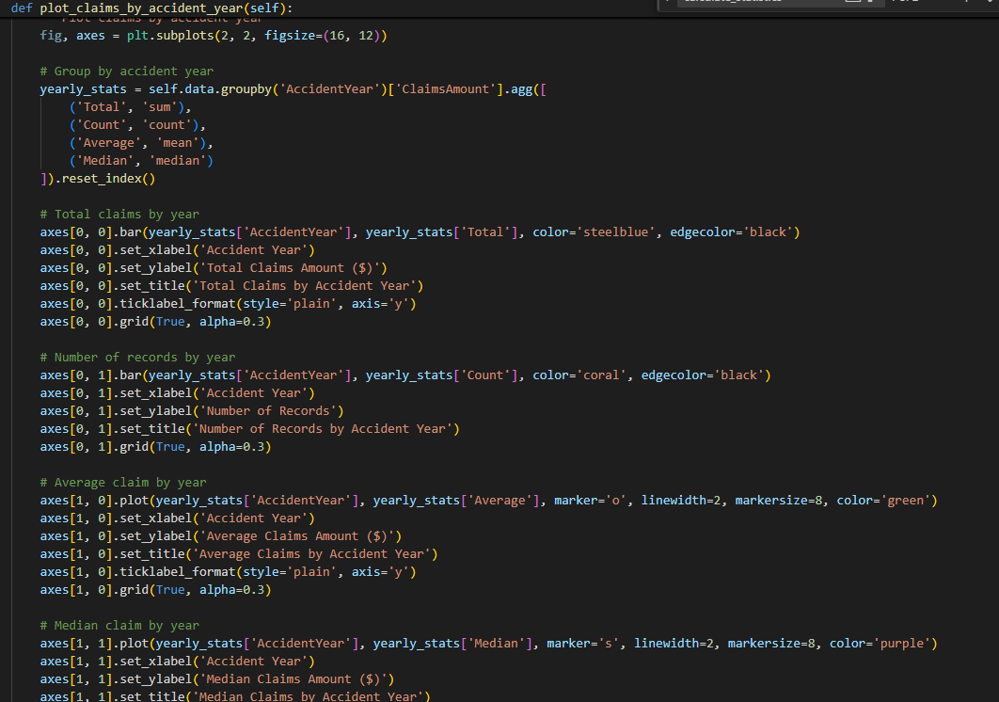 def plot_claims_by_accident_year(self):
Plot claims by accident year
fig, axes = plt.subplots(2, 2, figsize=(16, 12))
# Group by accident year
yearly_stats = self.data.groupby('AccidentYear')['ClaimsAmount'].agg([
('Total', 'sum'),
('Count', 'count'),
('Average', 'mean'),
('Median', 'median')
]).reset_index()
# Total claims by year
axes[0, 0].bar(yearly_stats['AccidentYear'], yearly_stats['Total'], color='steelblue', edgecolor='black')
axes[0, 0].set_xlabel('Accident Year')
axes[0, 0].set_ylabel('Total Claims Amount ($)')
axes[0, 0].set_title('Total Claims by Accident Year')
axes[0, 0].ticklabel_format(style='plain', axis='y')
axes[0, 0].grid(True, alpha=0.3)
# Number of records by year
axes[0, 1].bar(yearly_stats['AccidentYear'], yearly_stats['Count'], color='coral', edgecolor='black')
axes[0, 1].set_xlabel('Accident Year')
axes[0, 1].set_ylabel('Number of Records')
axes[0, 1].set_title('Number of Records by Accident Year')
axes[0, 1].grid(True, alpha=0.3)
# Average claim by year
axes[1, 0].plot(yearly_stats['AccidentYear'], yearly_stats['Average'], marker='o', linewidth=2, markersize=8, color='green')
axes[1, 0].set_xlabel('Accident Year')
axes[1, 0].set_ylabel('Average Claims Amount ($)')
axes[1, 0].set_title('Average Claims by Accident Year')
axes[1, 0].ticklabel_format(style='plain', axis='y')
axes[1, 0].grid(True, alpha=0.3)
# Median claim by year
axes[1, 1].plot(yearly_stats['AccidentYear'], yearly_stats['Median'], marker='s', linewidth=2, markersize=8, color='purple')
axes[1, 1].set_xlabel('Accident Year')
axes[1, 1].set_ylabel('Median Claims Amount ($)')
axes[1, 1].set_title('Median Claims by Accident Year')